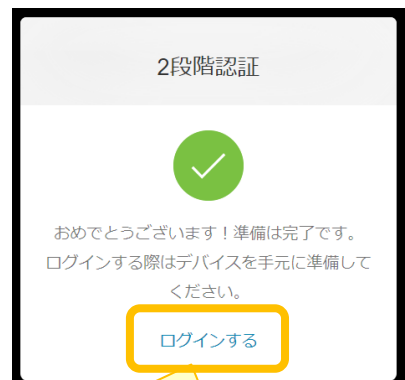 2段階認証
おめでとうございます！準備は完了です。
ログインする際はデバイスを手元に準備して
ください。
ログインする